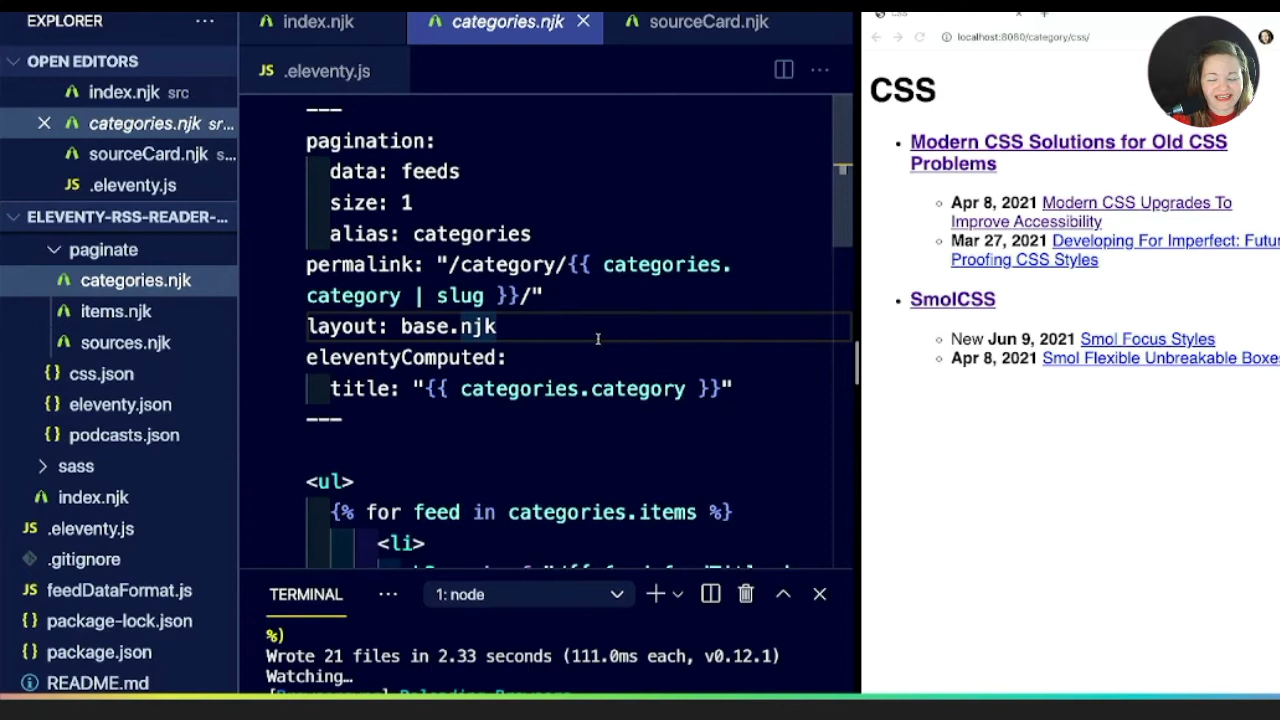 EXPLORER
OPEN EDITORS
index.njk src
categories.njk sr...
sourceCard.njk s...
JS .eleventy.js
ELEVENTY-RSS-READER-...
paginate
categories.njk
items.njk
sources.njk
{} css.json
{} eleventy.json
{} podcasts.json
sass
index.njk
JS .eleventy.js
.gitignore
JS feedDataFormat.js
{} package-lock.json
{} package.json
README.md
index.njk
categories.njk
sourceCard.njk
JS .eleventy.js
---
pagination:
data: feeds
size: 1
alias: categories
permalink: "/category/{{ categories.
category | slug }}/"
layout: base.njk
eleventyComputed:
title: "{{ categories.category }}"
---
<ul>
{% for feed in categories.items %}
<li>
TERMINAL
1: node
%)
Wrote 21 files in 2.33 seconds (111.0ms each, v0.12.1)
Watching…
localhost:8080/category/css/
CSS
Modern CSS Solutions for Old CSS
Problems
Apr 8, 2021 Modern CSS Upgrades To
Improve Accessibility
Mar 27, 2021 Developing For Imperfect: Futu
Proofing CSS Styles
SmolCSS
New Jun 9, 2021 Smol Focus Styles
Apr 8, 2021 Smol Flexible Unbreakable Boxe